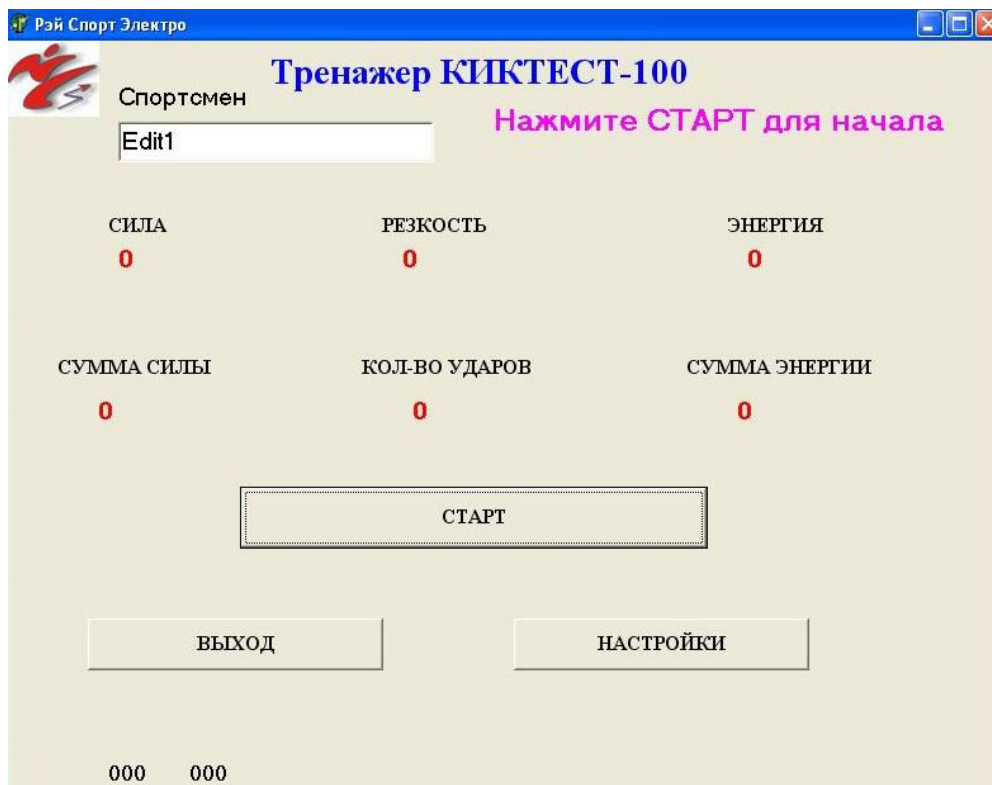 Рэй Спорт Электро
Тренажер КИКТЕСТ-100
Спортсмен
Нажмите СТАРТ для начала
Edit1
СИЛА РЕЗКОСТЬ ЭНЕРГИЯ
0 0 0
СУММА СИЛЫ КОЛ-ВО УДАРОВ СУММА ЭНЕРГИИ
0 0 0
СТАРТ
ВЫХОД НАСТРОЙКИ
000 000